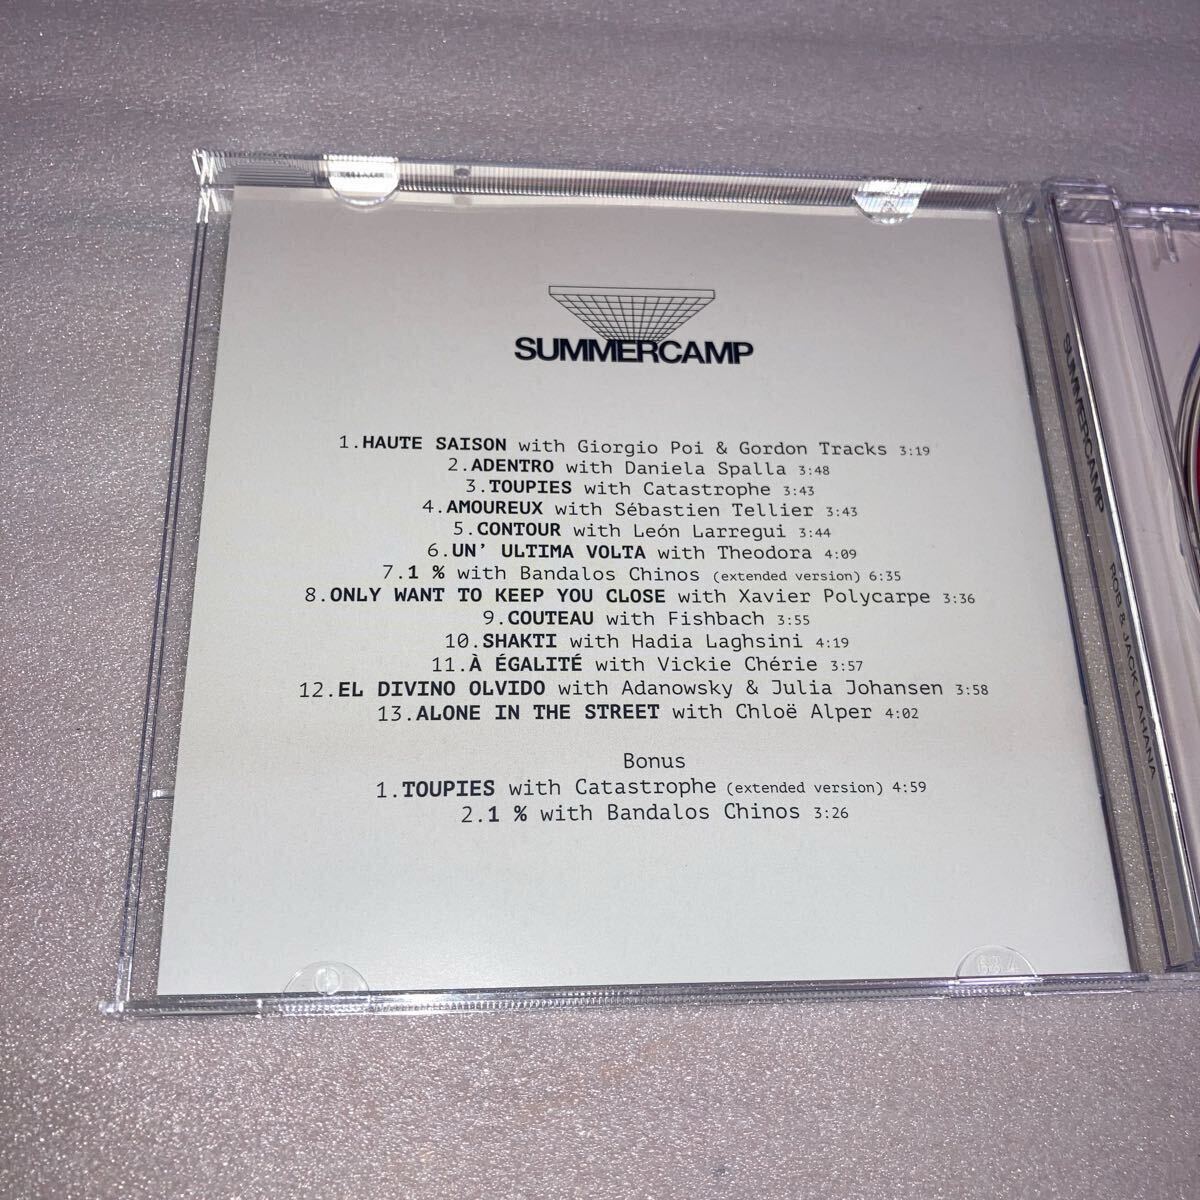 SUMMERCAMP
1.HAUTE SAISON with Giorgio Poi & Gordon Tracks 3:19
2.ADENTRO with Daniela Spalla 3:48
3.TOUPIES with Catastrophe 3:43
4.AMOUREUX with Sébastien Tellier 3:43
5.CONTOUR with León Larregui 3:44
6.UN' ULTIMA VOLTA with Theodora 4:09
7.1 % with Bandalos Chinos (extended version) 6:35
8.ONLY WANT TO KEEP YOU CLOSE with Xavier Polycarpe 3:36
9.COUTEAU with Fishbach 3:55
10.SHAKTI with Hadia Laghsini 4:19
11.À ÉGALITÉ with Vickie Chérie 3:57
12.EL DIVINO OLVIDO with Adanowsky & Julia Johansen 3:58
13.ALONE IN THE STREET with Chloë Alper 4:02
Bonus
1.TOUPIES with Catastrophe (extended version) 4:59
2.1 % with Bandalos Chinos 3:26
SUMMERCAMP
ROB & JACK LAHANA